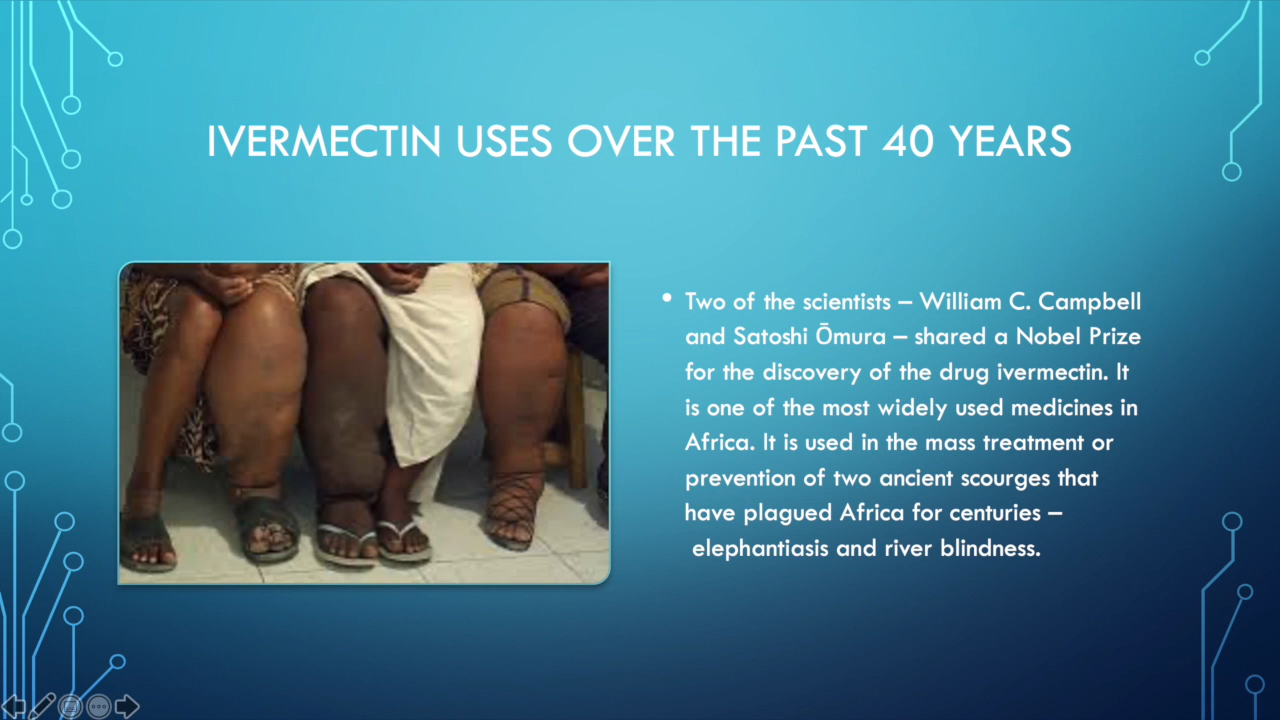 IVERMECTIN USES OVER THE PAST 40 YEARS
• Two of the scientists – William C. Campbell
and Satoshi Ōmura – shared a Nobel Prize
for the discovery of the drug ivermectin. It
is one of the most widely used medicines in
Africa. It is used in the mass treatment or
prevention of two ancient scourges that
have plagued Africa for centuries –
elephantiasis and river blindness.